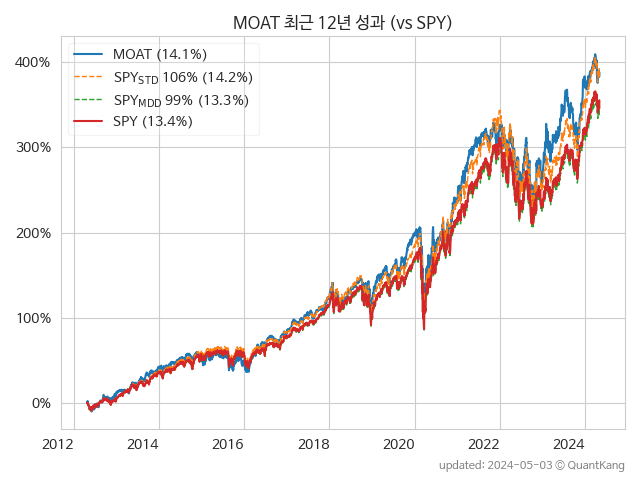 MOAT 최근 12년 성과 (vs SPY)
MOAT (14.1%)
SPY_STD 106% (14.2%)
SPY_MDD 99% (13.3%)
SPY (13.4%)
400%
300%
200%
100%
0%
2012 2014 2016 2018 2020 2022 2024
updated: 2024-05-03 © QuantKang